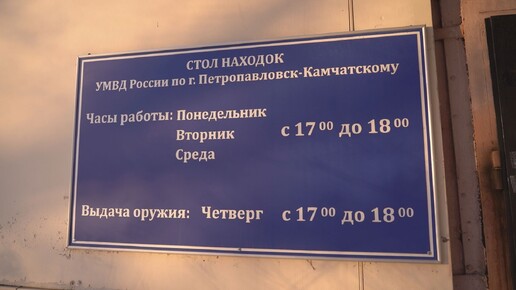 СТОЛ НАХОДОК
УМВД России по г. Петропавловск-Камчатскому
Часы работы: Понедельник
Вторник с 17 00 до 18 00
Среда
Выдача оружия: Четверг с 17 00 до 18 00